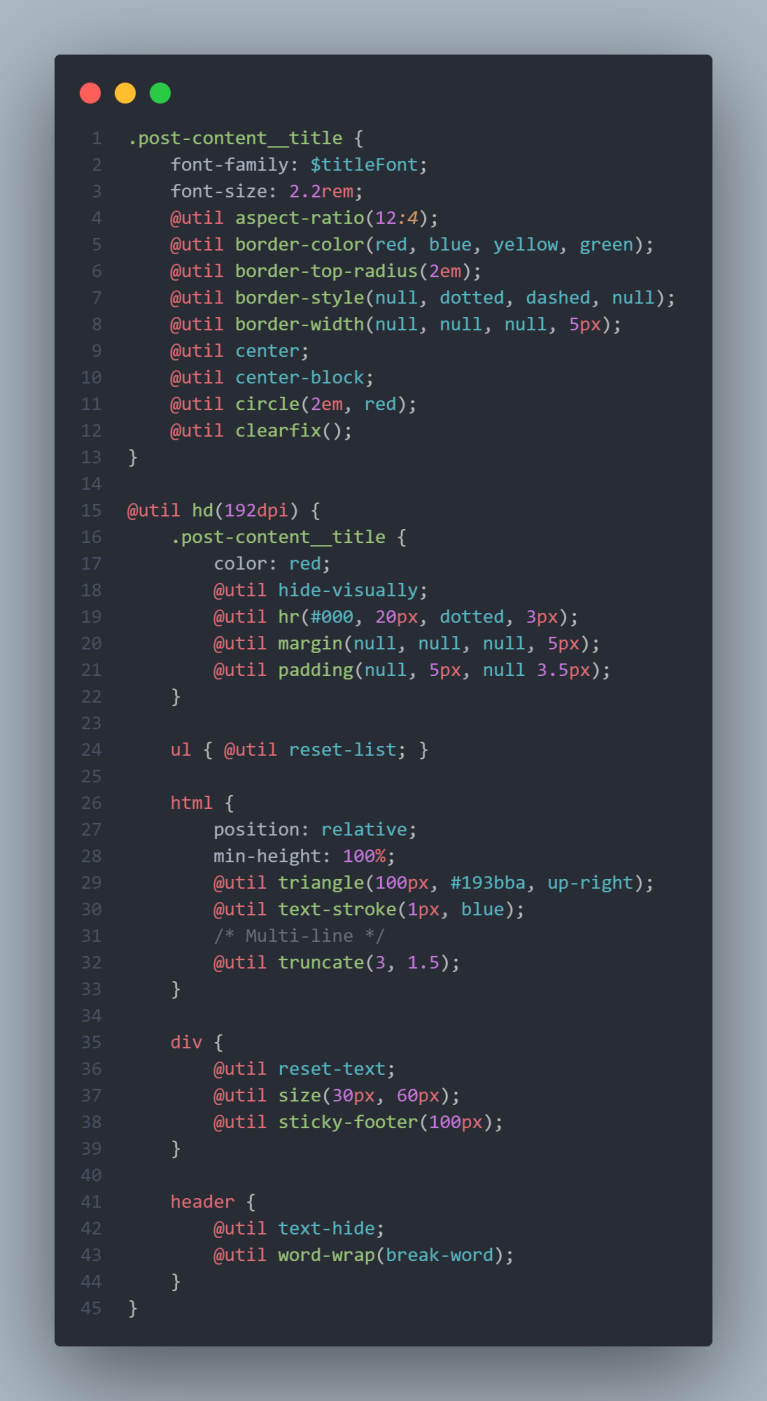 1 .post-content__title {
2 font-family: $titleFont;
3 font-size: 2.2rem;
4 @util aspect-ratio(12:4);
5 @util border-color(red, blue, yellow, green);
6 @util border-top-radius(2em);
7 @util border-style(null, dotted, dashed, null);
8 @util border-width(null, null, null, 5px);
9 @util center;
10 @util center-block;
11 @util circle(2em, red);
12 @util clearfix();
13 }
14
15 @util hd(192dpi) {
16 .post-content__title {
17 color: red;
18 @util hide-visually;
19 @util hr(#000, 20px, dotted, 3px);
20 @util margin(null, null, null, 5px);
21 @util padding(null, 5px, null 3.5px);
22 }
23
24 ul { @util reset-list; }
25
26 html {
27 position: relative;
28 min-height: 100%;
29 @util triangle(100px, #193bba, up-right);
30 @util text-stroke(1px, blue);
31 /* Multi-line */
32 @util truncate(3, 1.5);
33 }
34
35 div {
36 @util reset-text;
37 @util size(30px, 60px);
38 @util sticky-footer(100px);
39 }
40
41 header {
42 @util text-hide;
43 @util word-wrap(break-word);
44 }
45 }